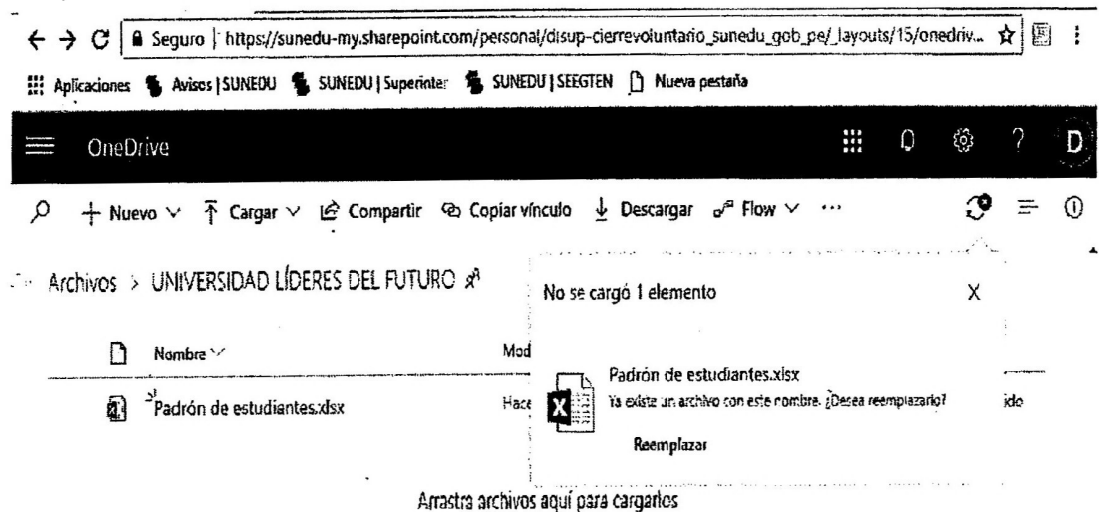 Seguro | https://sunedu-my.sharepoint.com/personal/disup-cierrevoluntario_sunedu_gob_pe/_layouts/15/onedriv...
Aplicaciones Avisos | SUNEDU SUNEDU | Superinter SUNEDU | SEEGTEN Nueva pestaña
OneDrive ? D
Nuevo Cargar Compartir Copiar vínculo Descargar Flow ...
Archivos > UNIVERSIDAD LÍDERES DEL FUTURO
No se cargó 1 elemento X
Nombre Mod
Padrón de estudiantes.xlsx
Ya existe un archivo con este nombre. ¿Desea reemplazarlo?
Padrón de estudiantes.xlsx Hace ido
Reemplazar
Arrastra archivos aquí para cargarlos